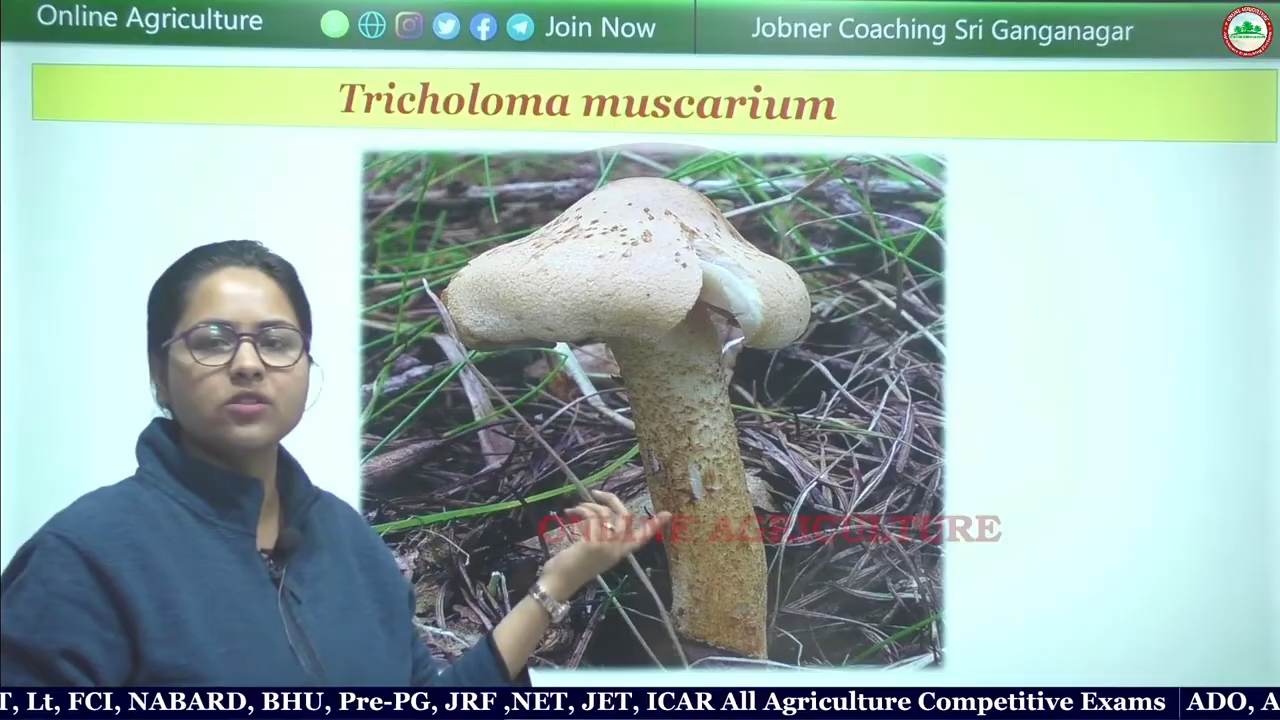 Online Agriculture
Join Now
Jobner Coaching Sri Ganganagar
Tricholoma muscarium
ONLINE AGRICULTURE
T, Lt, FCI, NABARD, BHU, Pre-PG, JRF ,NET, JET, ICAR All Agriculture Competitive Exams
ADO, A